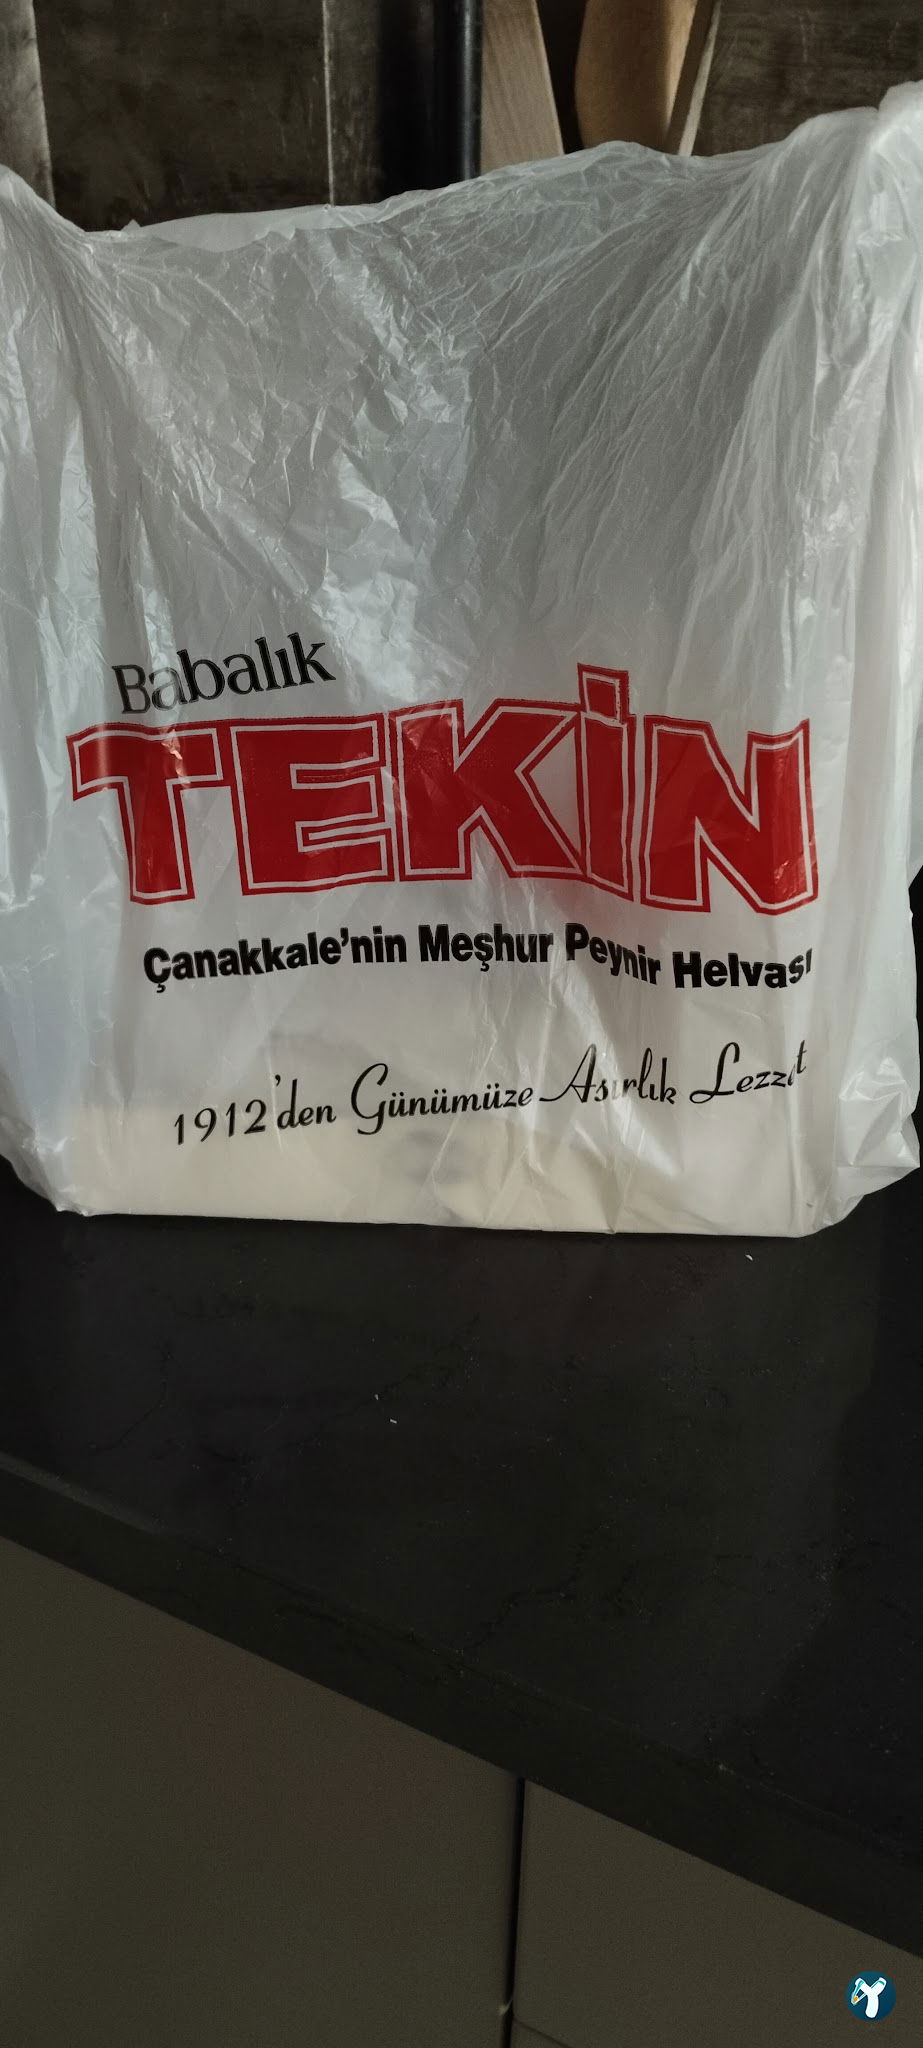 Babalık
TEKİN
Çanakkale'nin Meşhur Peynir Helvası
1912'den Günümüze Asırlık Lezzet